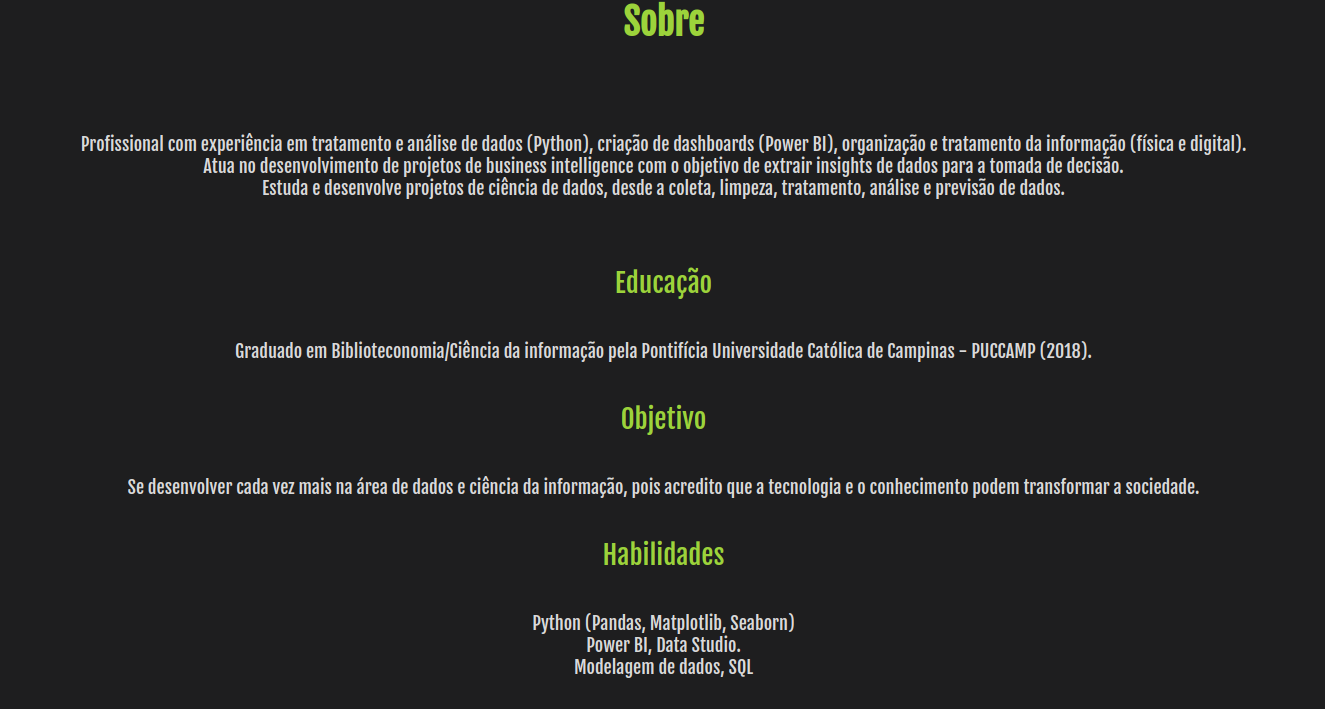 Sobre
Profissional com experiência em tratamento e análise de dados (Python), criação de dashboards (Power BI), organização e tratamento da informação (física e digital).
Atua no desenvolvimento de projetos de business intelligence com o objetivo de extrair insights de dados para a tomada de decisão.
Estuda e desenvolve projetos de ciência de dados, desde a coleta, limpeza, tratamento, análise e previsão de dados.
Educação
Graduado em Biblioteconomia/Ciência da informação pela Pontifícia Universidade Católica de Campinas - PUCCAMP (2018).
Objetivo
Se desenvolver cada vez mais na área de dados e ciência da informação, pois acredito que a tecnologia e o conhecimento podem transformar a sociedade.
Habilidades
Python (Pandas, Matplotlib, Seaborn)
Power BI, Data Studio.
Modelagem de dados, SQL